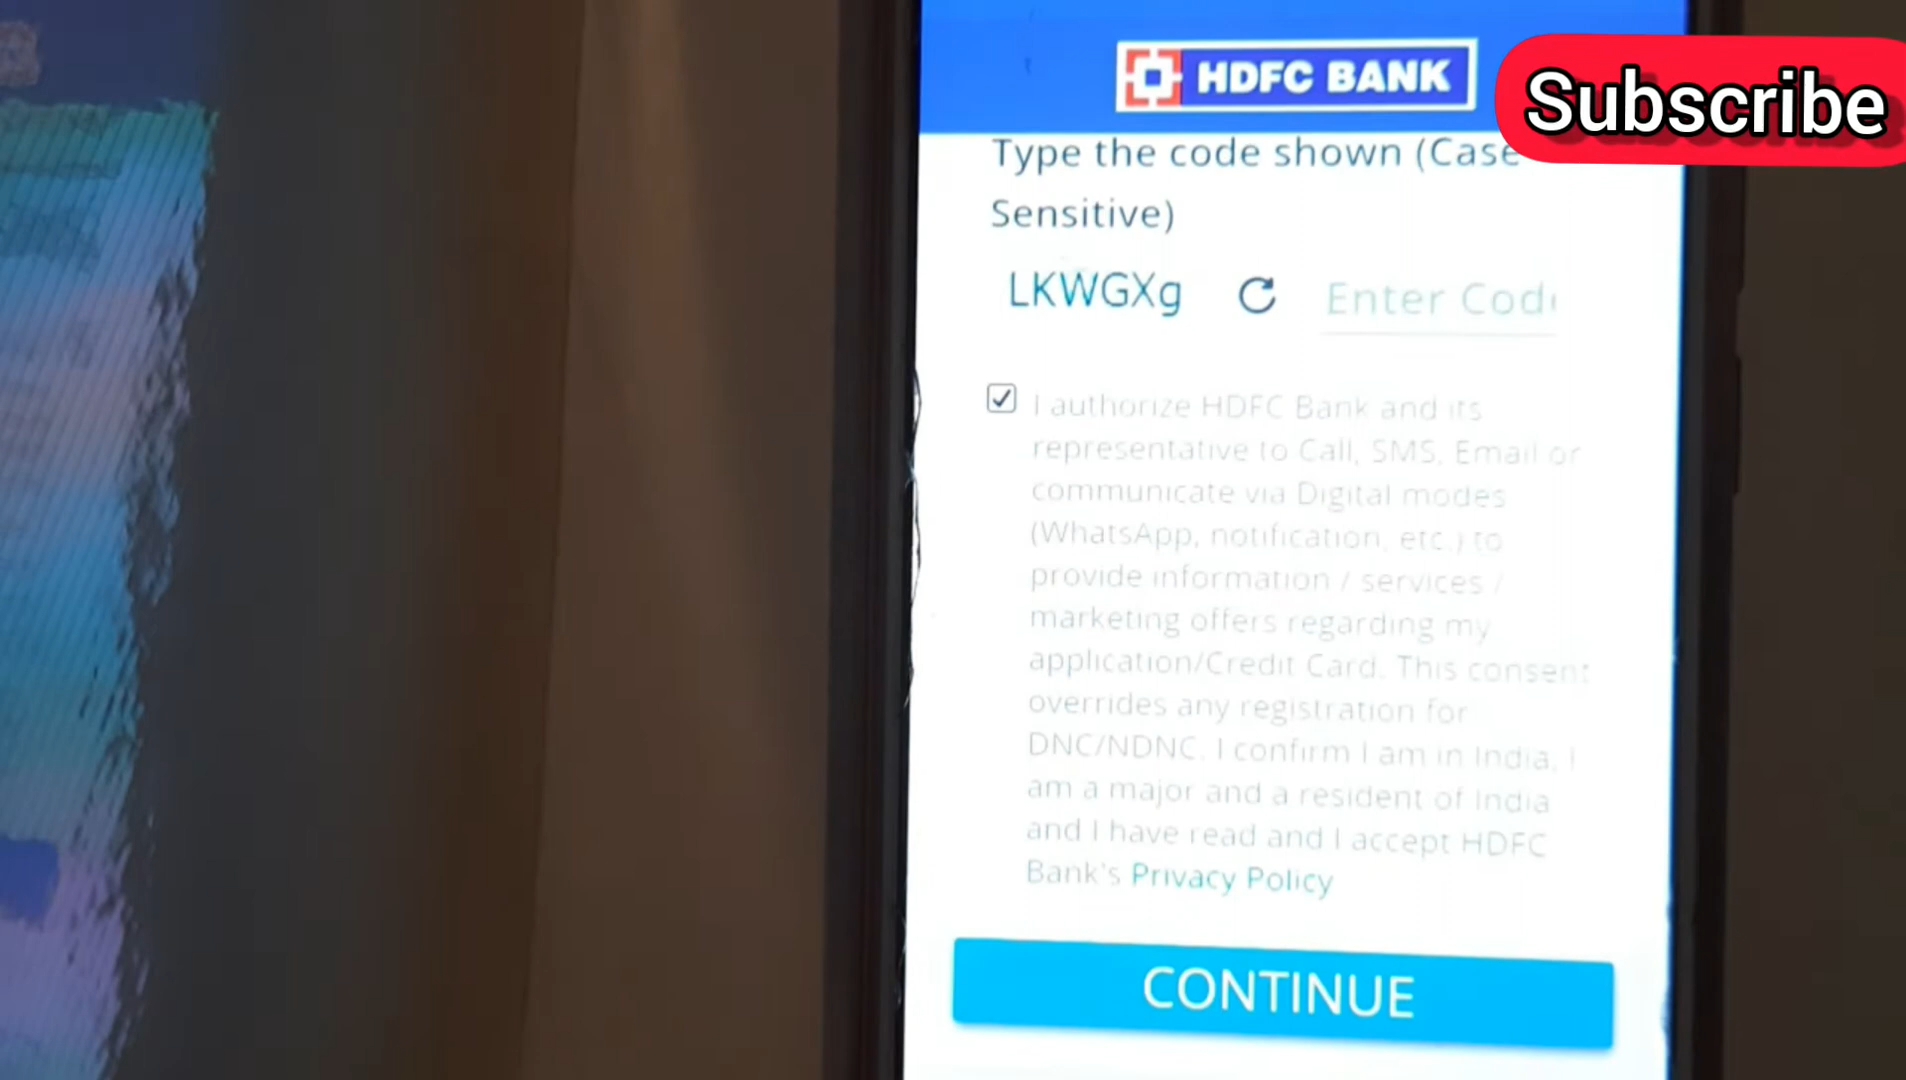 HDFC BANK
Subscribe
Type the code shown (Case
Sensitive)
LKWGXg
Enter Code
I authorize HDFC Bank and its
representative to Call, SMS, Email or
communicate via Digital modes
(WhatsApp, notification, etc.) to
provide information / services /
marketing offers regarding my
application/Credit Card. This consent
overrides any registration for
DNC/NDNC. I confirm I am in India, I
am a major and a resident of India
and I have read and I accept HDFC
Bank's Privacy Policy
CONTINUE